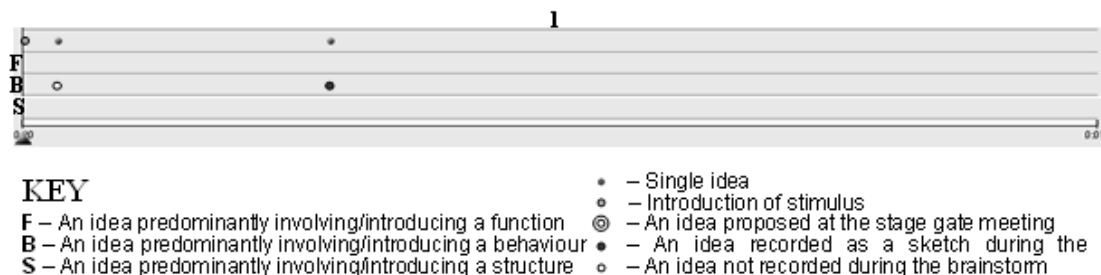 1
F
B
S
0:00
0:0
KEY
F – An idea predominantly involving/introducing a function
B – An idea predominantly involving/introducing a behaviour
S – An idea predominantly involving/introducing a structure
– Single idea
– Introduction of stimulus
– An idea proposed at the stage gate meeting
– An idea recorded as a sketch during the
– An idea not recorded during the brainstorm